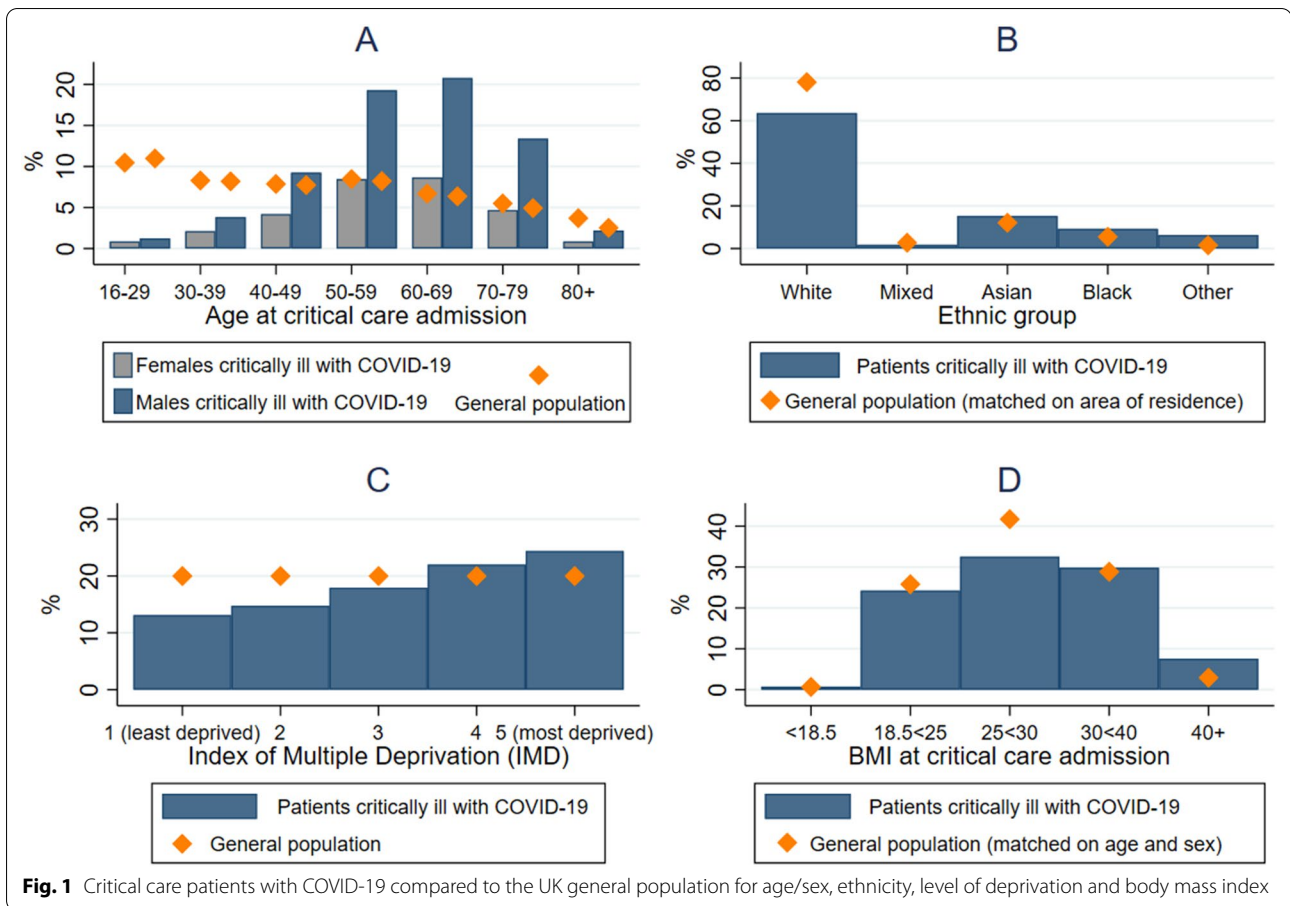 A
%
20
15
10
5
0
16-29 30-39 40-49 50-59 60-69 70-79 80+
Age at critical care admission
Females critically ill with COVID-19
Males critically ill with COVID-19
General population
B
%
80
60
40
20
0
White Mixed Asian Black Other
Ethnic group
Patients critically ill with COVID-19
General population (matched on area of residence)
C
%
30
20
10
0
1 (least deprived) 2 3 4 5 (most deprived)
Index of Multiple Deprivation (IMD)
Patients critically ill with COVID-19
General population
D
%
40
30
20
10
0
<18.5 18.5<25 25<30 30<40 40+
BMI at critical care admission
Patients critically ill with COVID-19
General population (matched on age and sex)
Fig. 1 Critical care patients with COVID-19 compared to the UK general population for age/sex, ethnicity, level of deprivation and body mass index